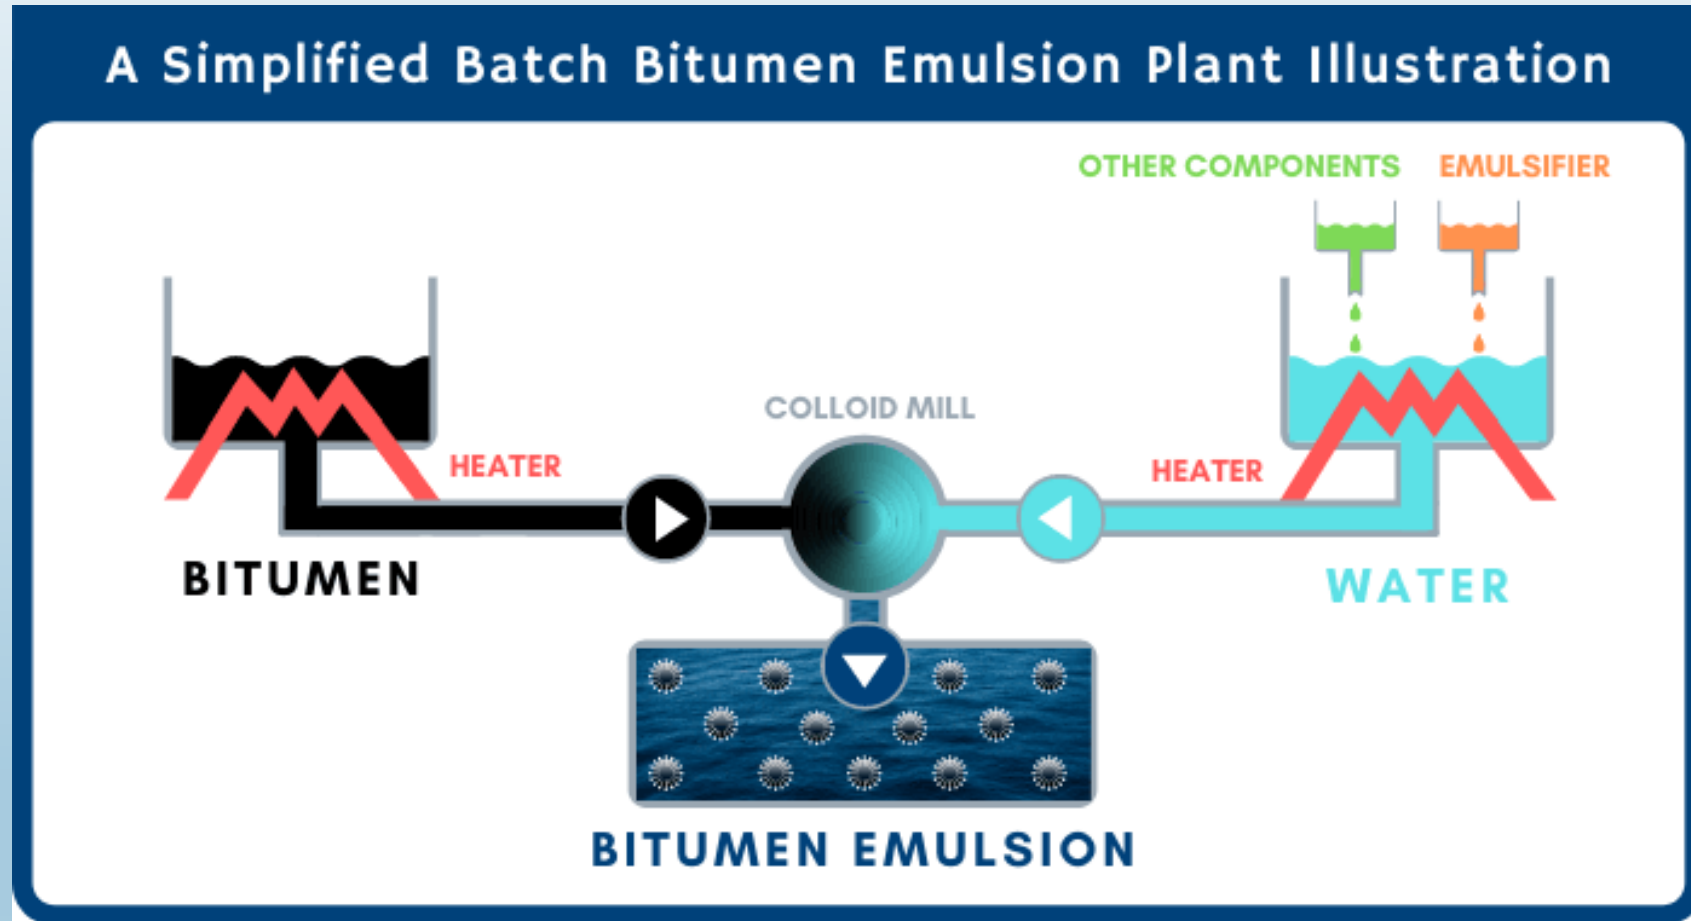 A Simplified Batch Bitumen Emulsion Plant Illustration
OTHER COMPONENTS
EMULSIFIER
COLLOID MILL
HEATER
HEATER
BITUMEN
WATER
BITUMEN EMULSION